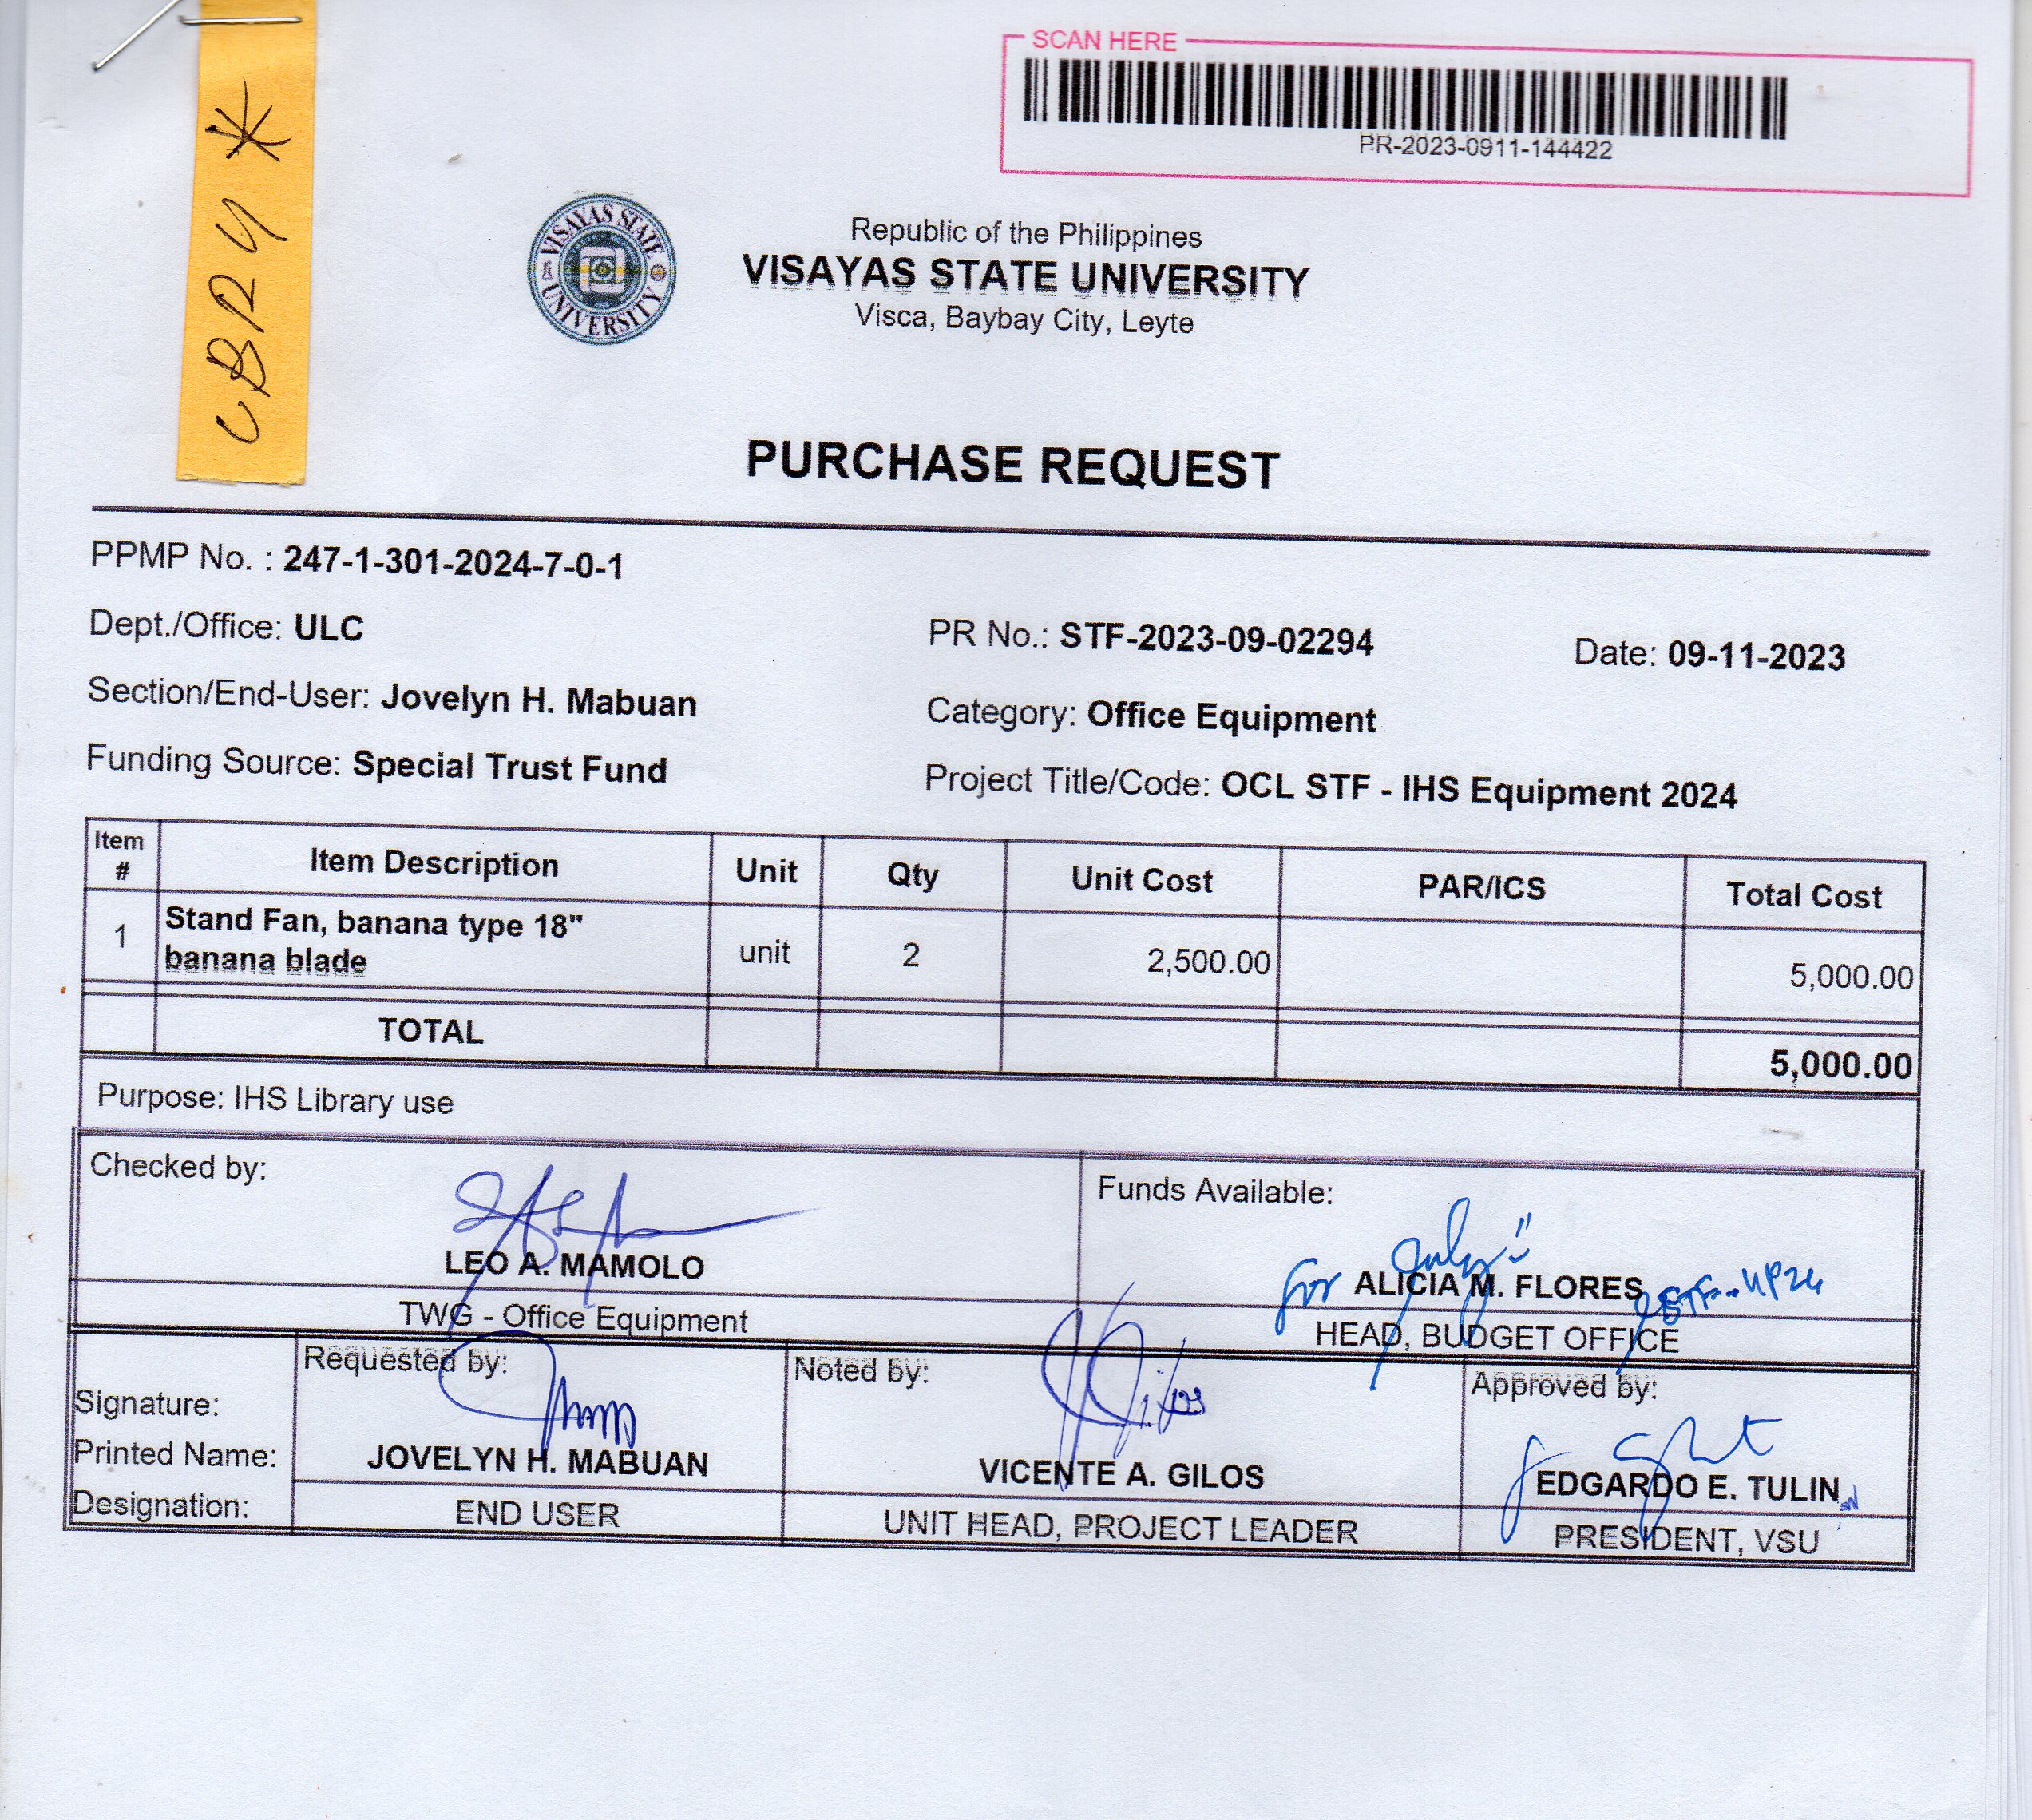 SCAN HERE
PR-2023-0911-144422
VISAYAS STATE UNIVERSITY
Republic of the Philippines
VISAYAS STATE UNIVERSITY
Visca, Baybay City, Leyte
PURCHASE REQUEST
PPMP No. : 247-1-301-2024-7-0-1
Dept./Office: ULC
PR No.: STF-2023-09-02294 Date: 09-11-2023
Section/End-User: Jovelyn H. Mabuan
Category: Office Equipment
Funding Source: Special Trust Fund
Project Title/Code: OCL STF - IHS Equipment 2024
Item # Item Description Unit Qty Unit Cost PAR/ICS Total Cost
1 Stand Fan, banana type 18" unit 2 2,500.00 5,000.00
banana blade
TOTAL 5,000.00
Purpose: IHS Library use
Checked by:
LEO A. MAMOLO
TWG - Office Equipment
Funds Available:
for ALICIA M. FLORES
HEAD, BUDGET OFFICE
Requested by: Noted by: Approved by:
Signature:
Printed Name: JOVELYN H. MABUAN VICENTE A. GILOS EDGARDO E. TULIN
Designation: END USER UNIT HEAD, PROJECT LEADER PRESIDENT, VSU